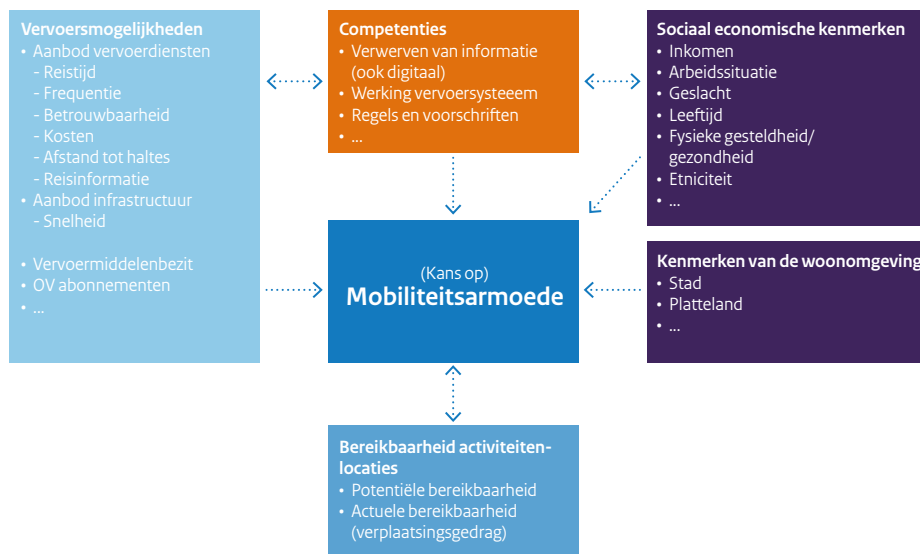 Vervoersmogelijkheden
• Aanbod vervoerdiensten
- Reistijd
- Frequentie
- Betrouwbaarheid
- Kosten
- Afstand tot haltes
- Reisinformatie
• Aanbod infrastructuur
- Snelheid
• Vervoermiddelenbezit
• OV abonnementen
• ...
Competenties
• Verwerven van informatie
(ook digitaal)
• Werking vervoersysteeem
• Regels en voorschriften
• ...
Sociaal economische kenmerken
• Inkomen
• Arbeidssituatie
• Geslacht
• Leeftijd
• Fysieke gesteldheid/
gezondheid
• Etniciteit
• ...
(Kans op)
Mobiliteitsarmoede
Kenmerken van de woonomgeving
• Stad
• Platteland
• ...
Bereikbaarheid activiteiten-
locaties
• Potentiële bereikbaarheid
• Actuele bereikbaarheid
(verplaatsingsgedrag)